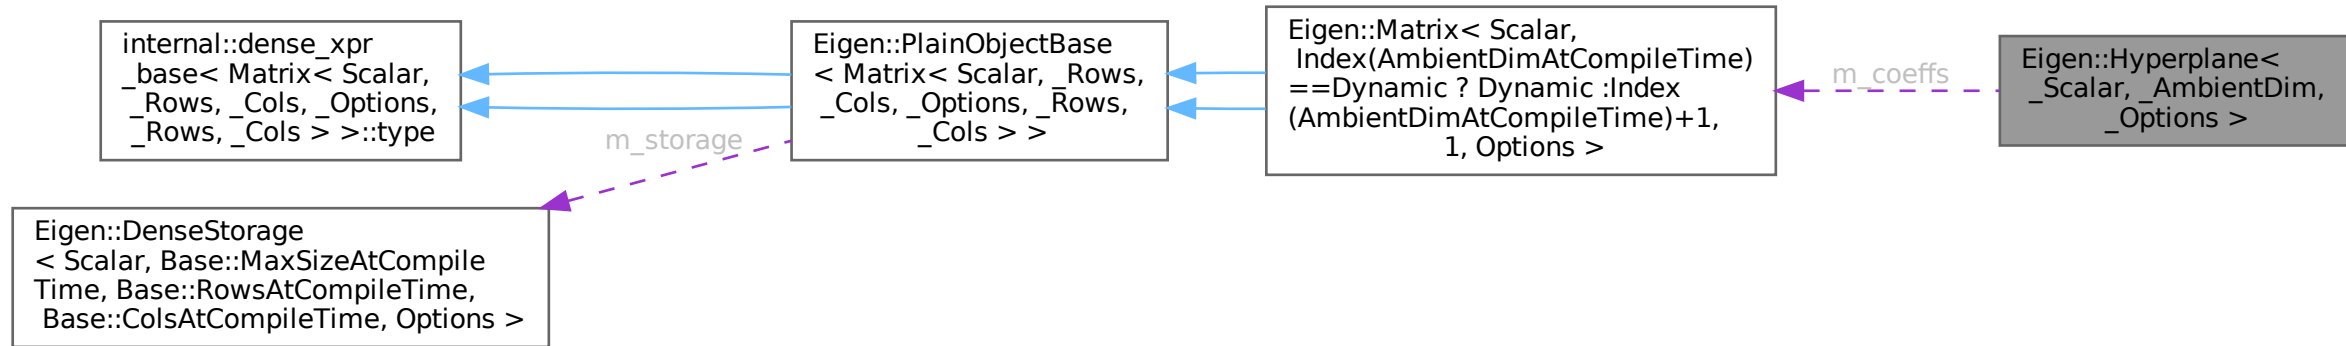 internal::dense_xpr
_base< Matrix< Scalar,
_Rows, _Cols, _Options,
_Rows, _Cols > >::type
Eigen::PlainObjectBase
< Matrix< Scalar, _Rows,
_Cols, _Options, _Rows,
_Cols > >
Eigen::Matrix< Scalar,
Index(AmbientDimAtCompileTime)
==Dynamic ? Dynamic :Index
(AmbientDimAtCompileTime)+1,
1, Options >
m_coeffs
Eigen::Hyperplane<
_Scalar, _AmbientDim,
_Options >
m_storage
Eigen::DenseStorage
< Scalar, Base::MaxSizeAtCompile
Time, Base::RowsAtCompileTime,
Base::ColsAtCompileTime, Options >